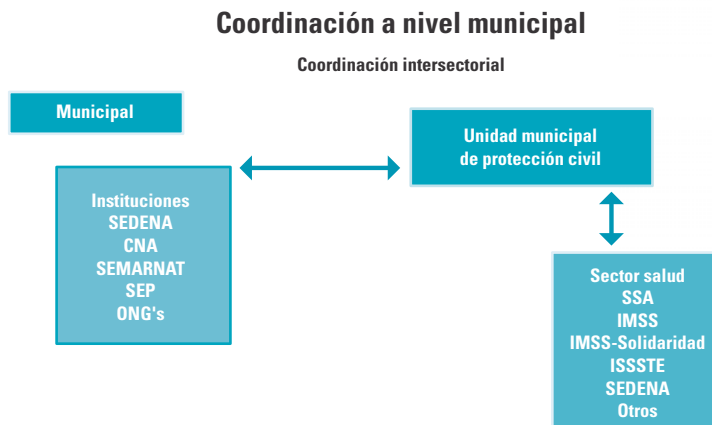 Coordinación a nivel municipal
Coordinación intersectorial
Municipal
Unidad municipal
de protección civil
Instituciones
SEDENA
CNA
SEMARNAT
SEP
ONG's
Sector salud
SSA
IMSS
IMSS-Solidaridad
ISSSTE
SEDENA
Otros